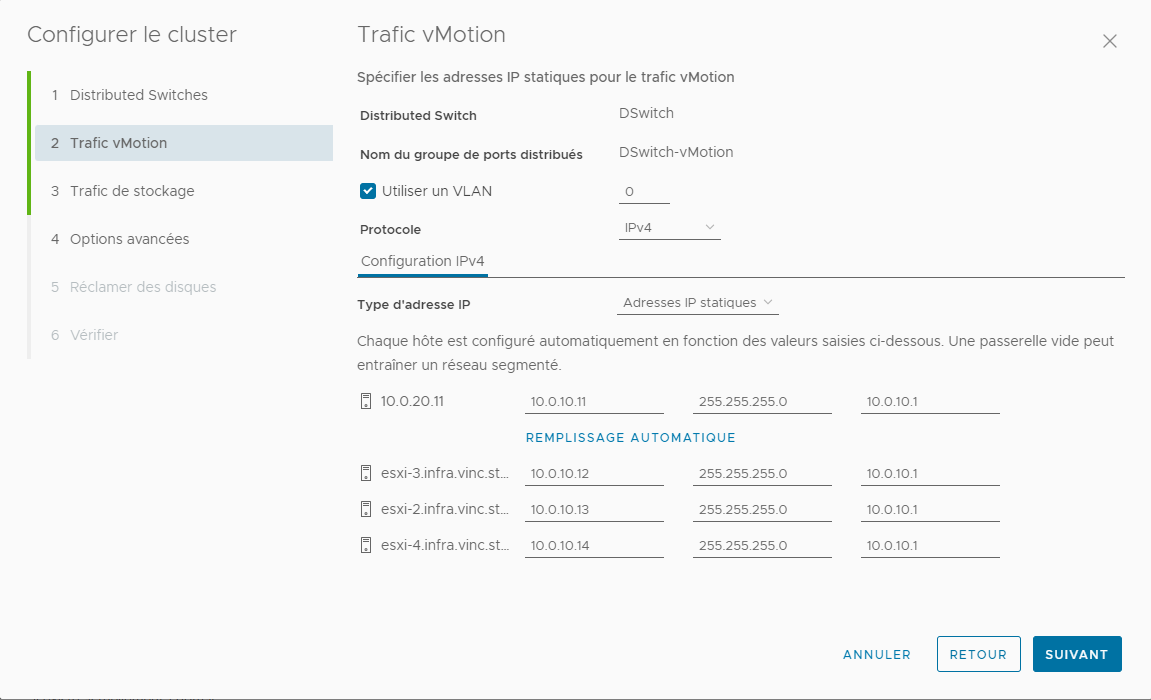 Configurer le cluster
1 Distributed Switches
2 Trafic vMotion
3 Trafic de stockage
4 Options avancées
5 Réclamer des disques
6 Vérifier
Trafic vMotion
Spécifier les adresses IP statiques pour le trafic vMotion
Distributed Switch DSwitch
Nom du groupe de ports distribués DSwitch-vMotion
Utiliser un VLAN 0
Protocole IPv4
Configuration IPv4
Type d'adresse IP Adresses IP statiques
Chaque hôte est configuré automatiquement en fonction des valeurs saisies ci-dessous. Une passerelle vide peut
entraîner un réseau segmenté.
10.0.20.11 10.0.10.11 255.255.255.0 10.0.10.1
REMPLISSAGE AUTOMATIQUE
esxi-3.infra.vinc.st... 10.0.10.12 255.255.255.0 10.0.10.1
esxi-2.infra.vinc.st... 10.0.10.13 255.255.255.0 10.0.10.1
esxi-4.infra.vinc.st... 10.0.10.14 255.255.255.0 10.0.10.1
ANNULER RETOUR SUIVANT